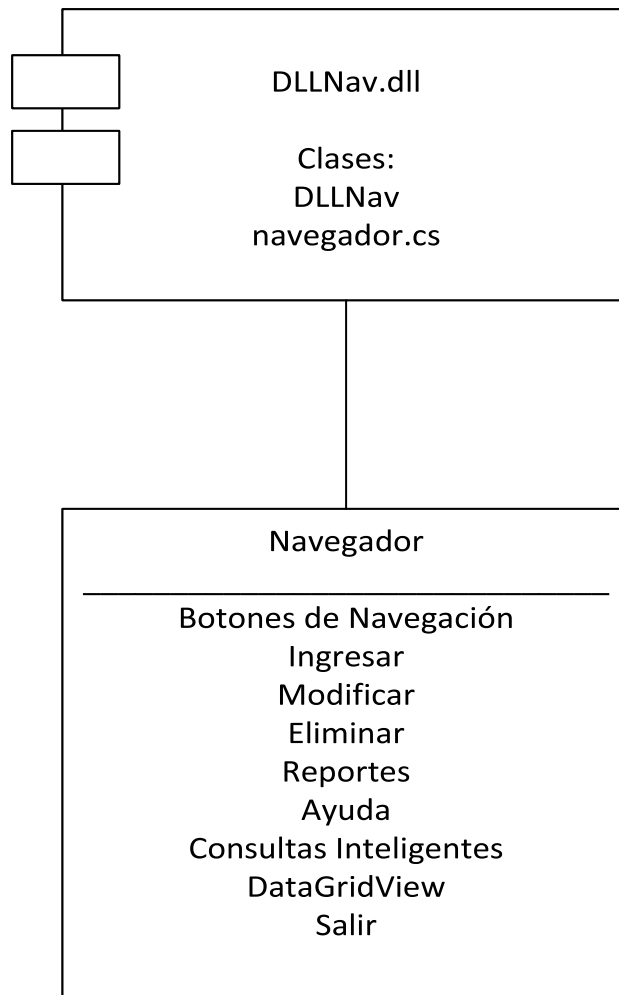 DLLNav.dll
Clases:
DLLNav
navegador.cs
Navegador
Botones de Navegación
Ingresar
Modificar
Eliminar
Reportes
Ayuda
Consultas Inteligentes
DataGridView
Salir